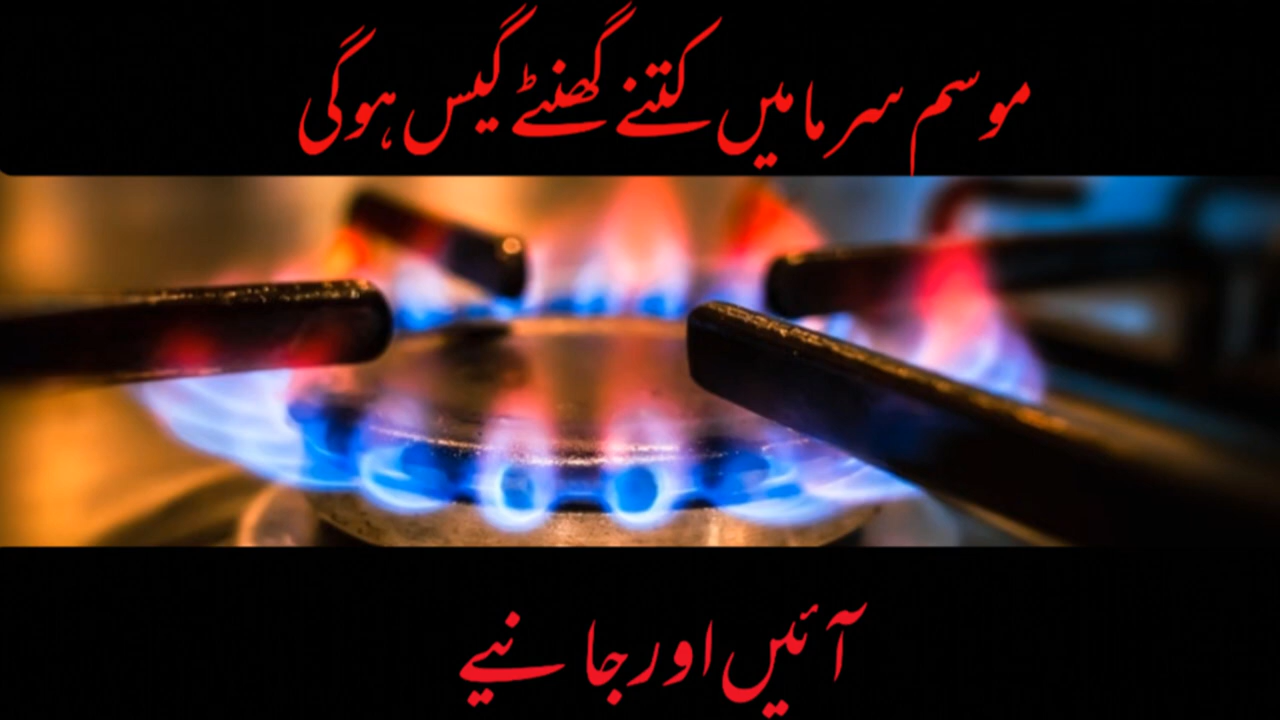 موسم سرما میں کتنے گھنٹے گیس ہوگی
آئیں اور جانیے